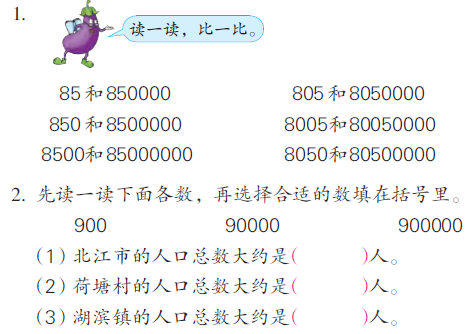 1.
读一读，比一比。
85和850000 805和8050000
850和8500000 8005和80050000
8500和85000000 8050和80500000
2. 先读一读下面各数，再选择合适的数填在括号里。
900 90000 900000
(1)北江市的人口总数大约是( )人。
(2)荷塘村的人口总数大约是( )人。
(3)湖滨镇的人口总数大约是( )人。